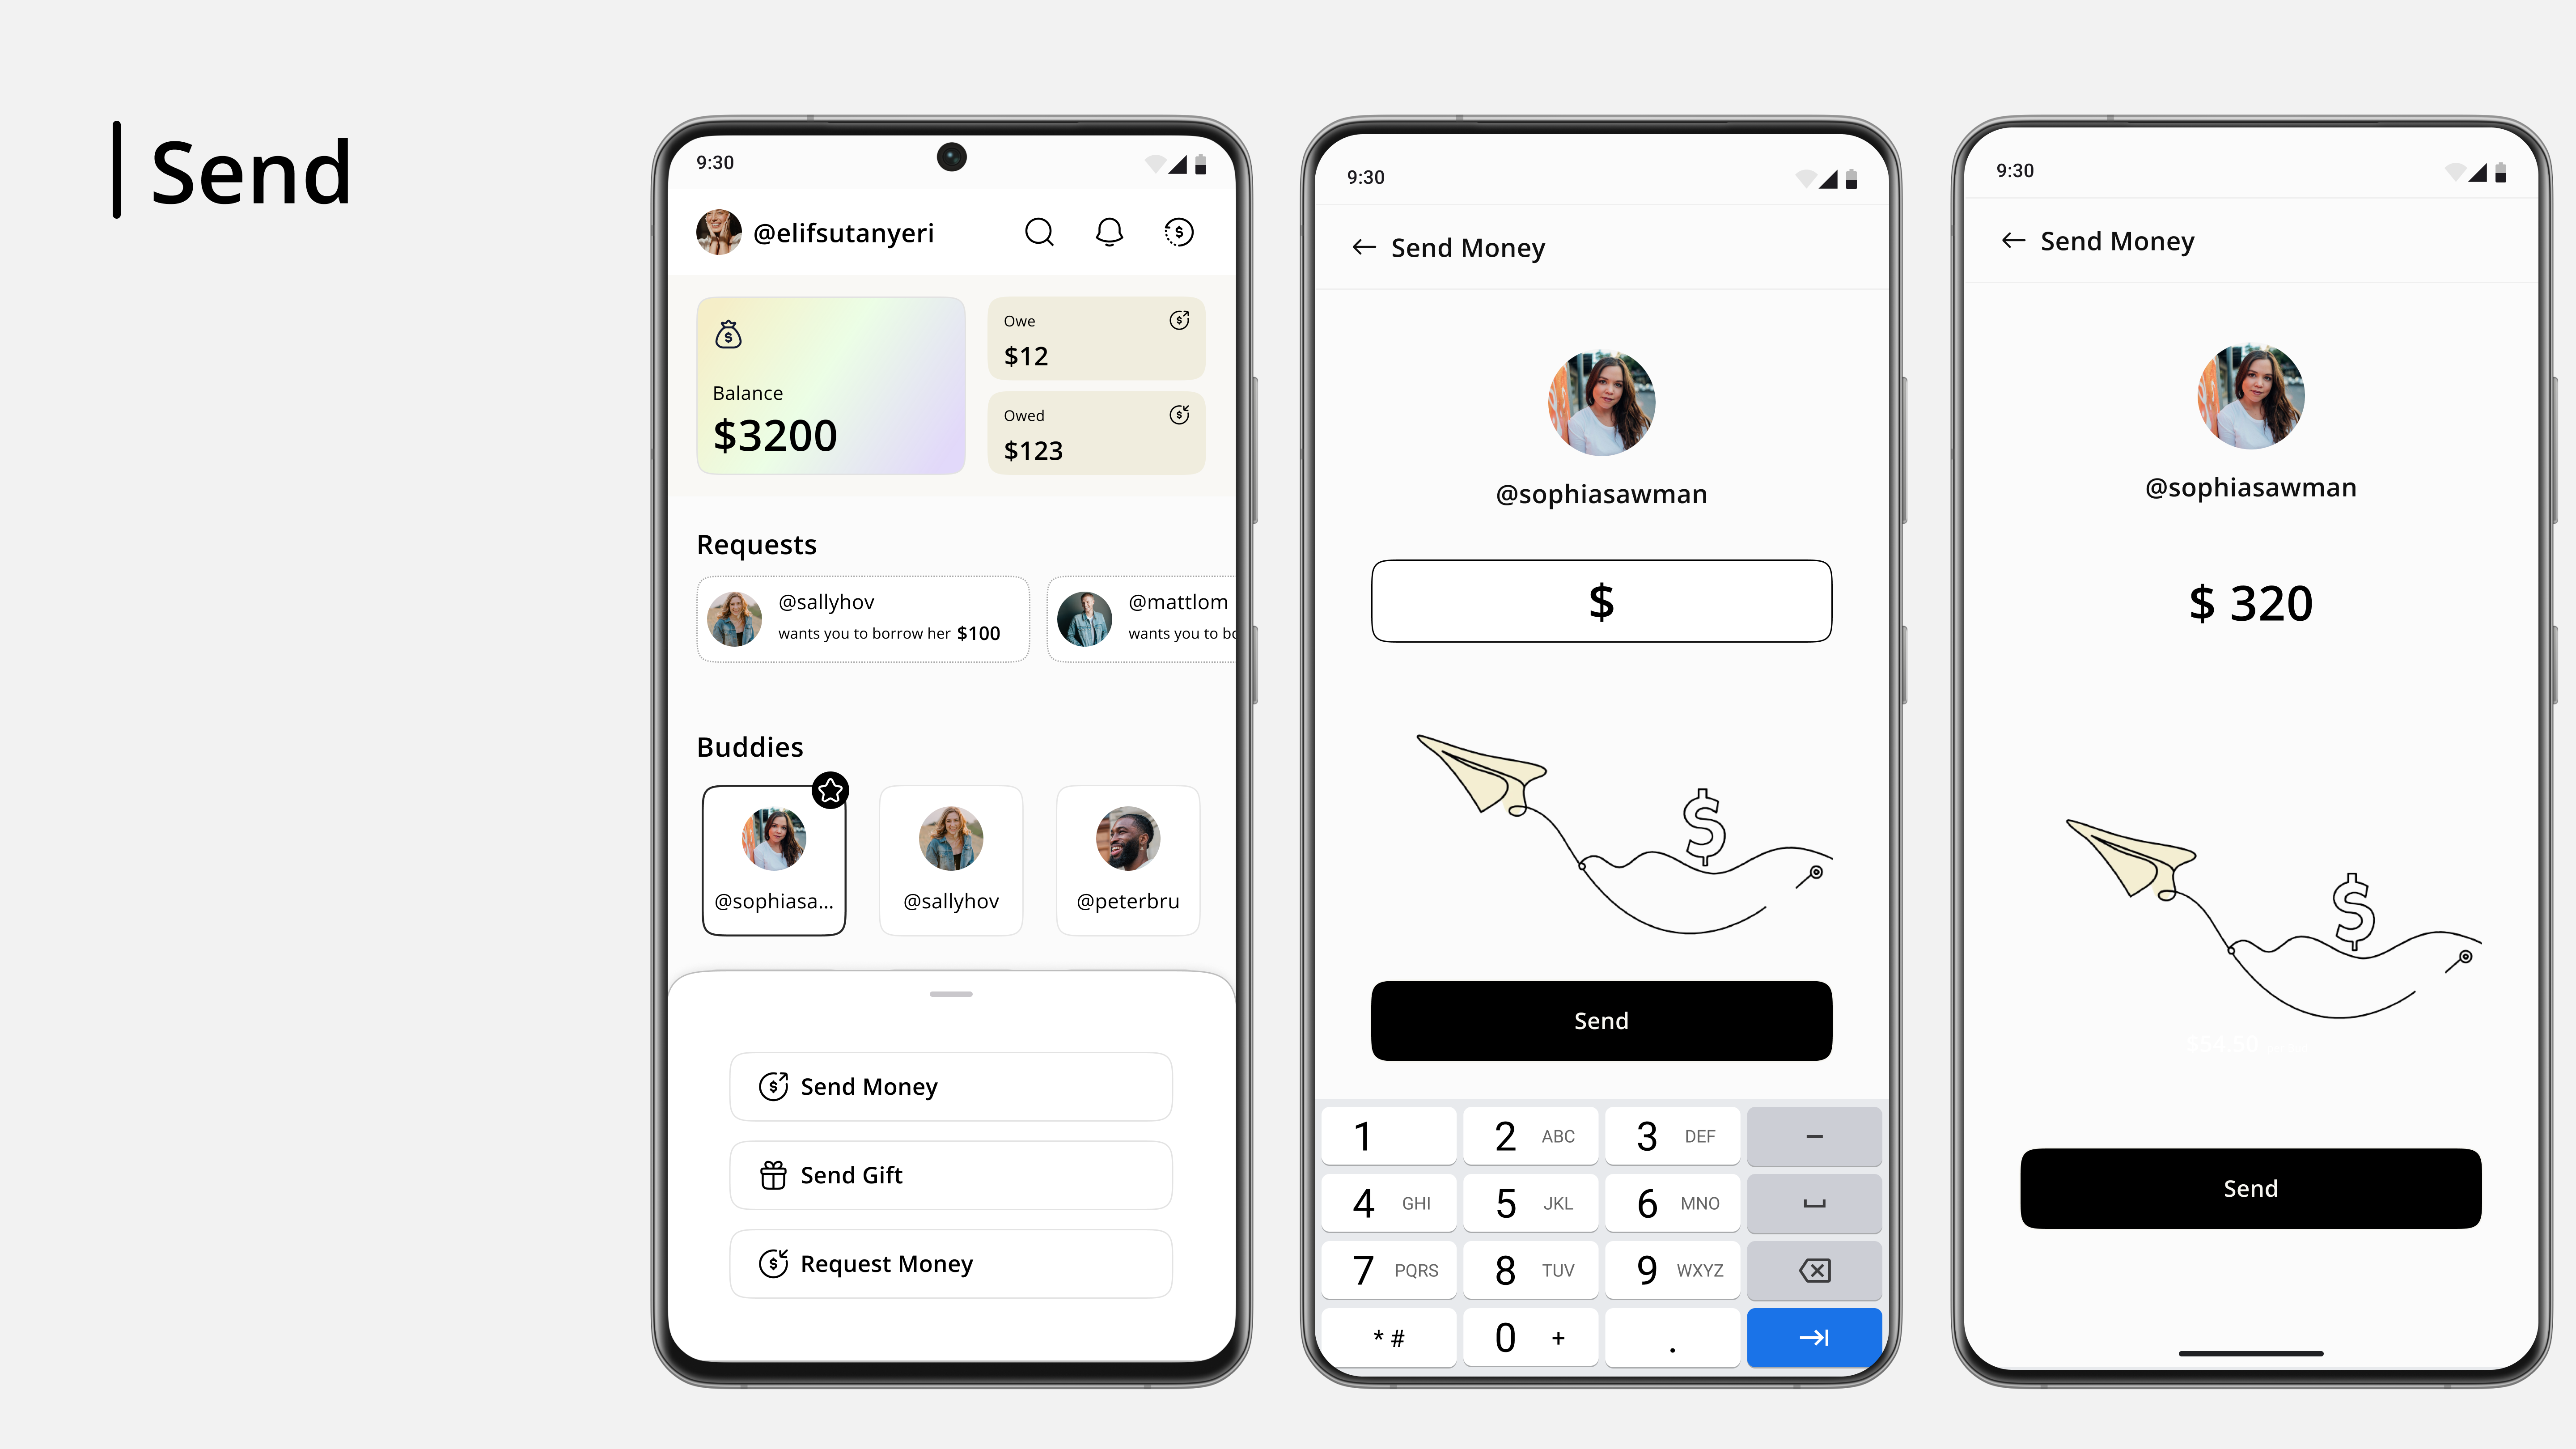 Send
9:30
@elifsutanyeri
Balance
$3200
Owe
$12
Owed
$123
Requests
@sallyhov
wants you to borrow her $100
@mattlom
wants you to bo
Buddies
@sophiasa...
@sallyhov
@peterbru
Send Money
Send Gift
Request Money
9:30
Send Money
@sophiasawman
$
$
Send
1
2 ABC
3 DEF
–
4 GHI
5 JKL
6 MNO
7 PQRS
8 TUV
9 WXYZ
* #
0 +
.
9:30
Send Money
@sophiasawman
$ 320
$
$54.50
Send